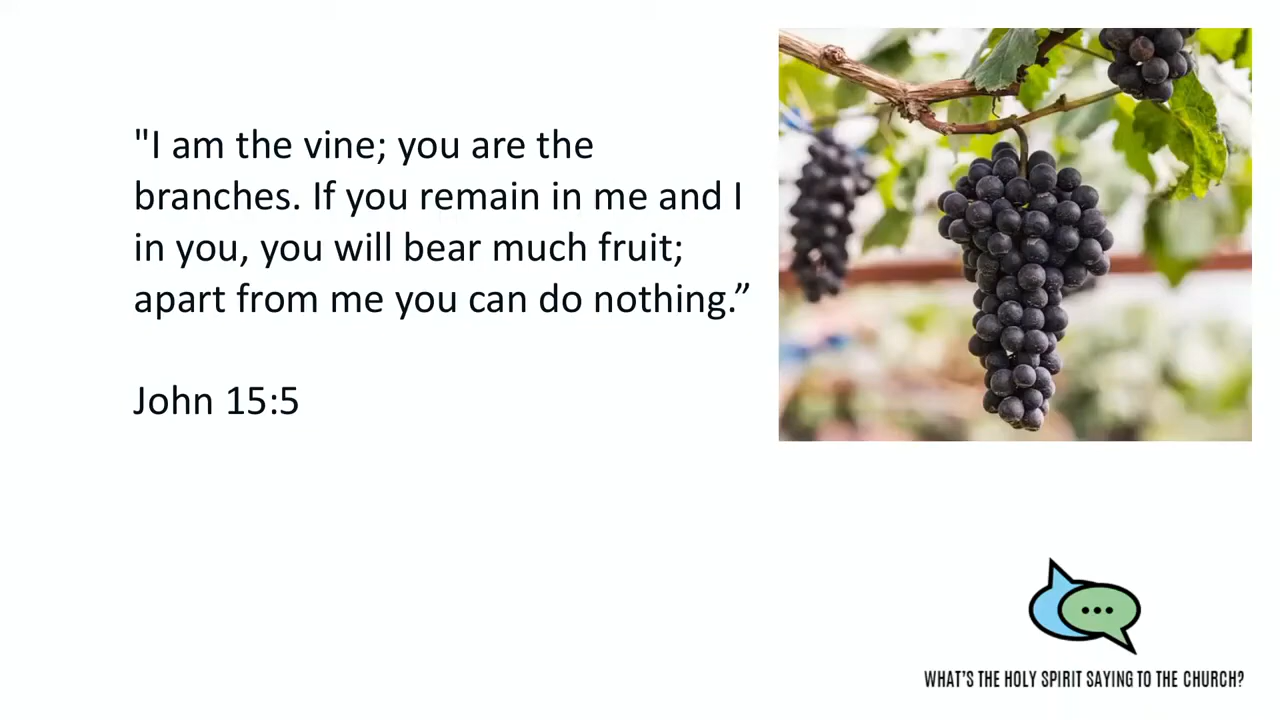 "I am the vine; you are the
branches. If you remain in me and I
in you, you will bear much fruit;
apart from me you can do nothing.”
John 15:5
WHAT'S THE HOLY SPIRIT SAYING TO THE CHURCH?